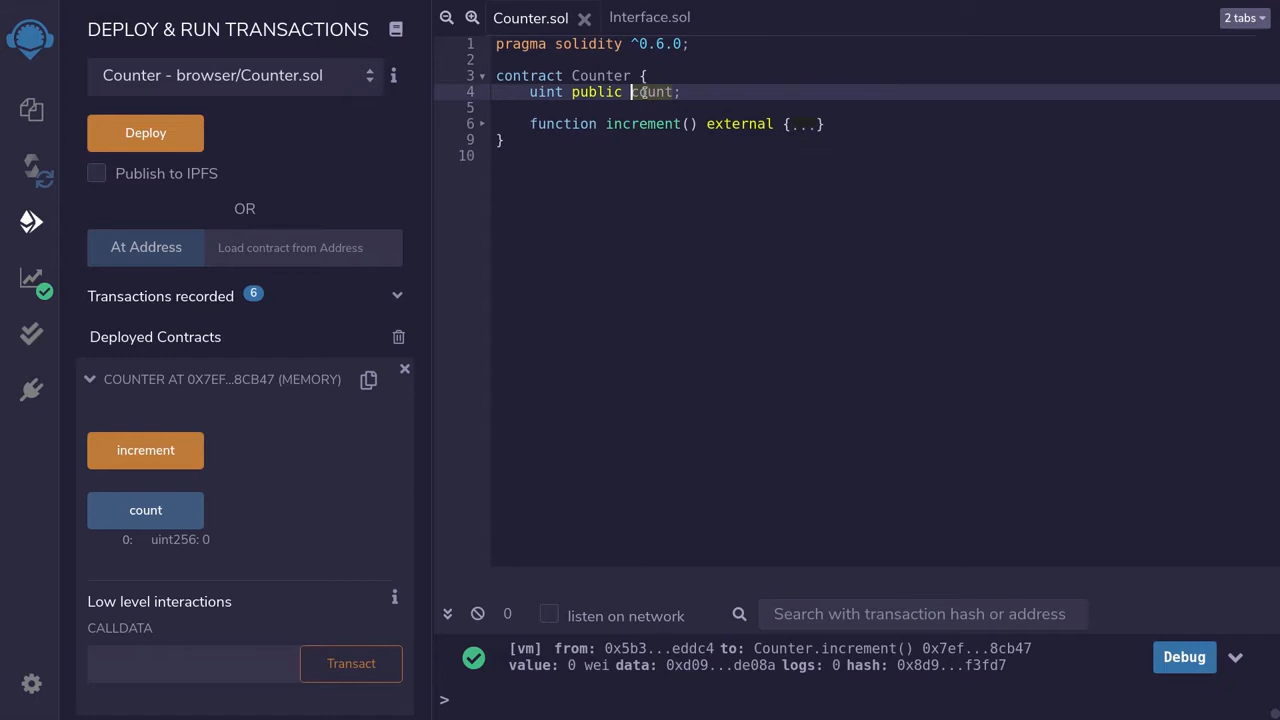 DEPLOY & RUN TRANSACTIONS
Counter - browser/Counter.sol
Deploy
Publish to IPFS
OR
At Address
Load contract from Address
Transactions recorded 6
Deployed Contracts
COUNTER AT 0X7EF...8CB47 (MEMORY)
increment
count
0: uint256: 0
Low level interactions
CALLDATA
Transact
Counter.sol
Interface.sol
2 tabs
1 pragma solidity ^0.6.0;
2
3 contract Counter {
4 uint public count;
5
6 function increment() external {...}
9 }
10
0
listen on network
Search with transaction hash or address
[vm] from: 0x5b3...eddc4 to: Counter.increment() 0x7ef...8cb47
value: 0 wei data: 0xd09...de08a logs: 0 hash: 0x8d9...f3fd7
Debug
>